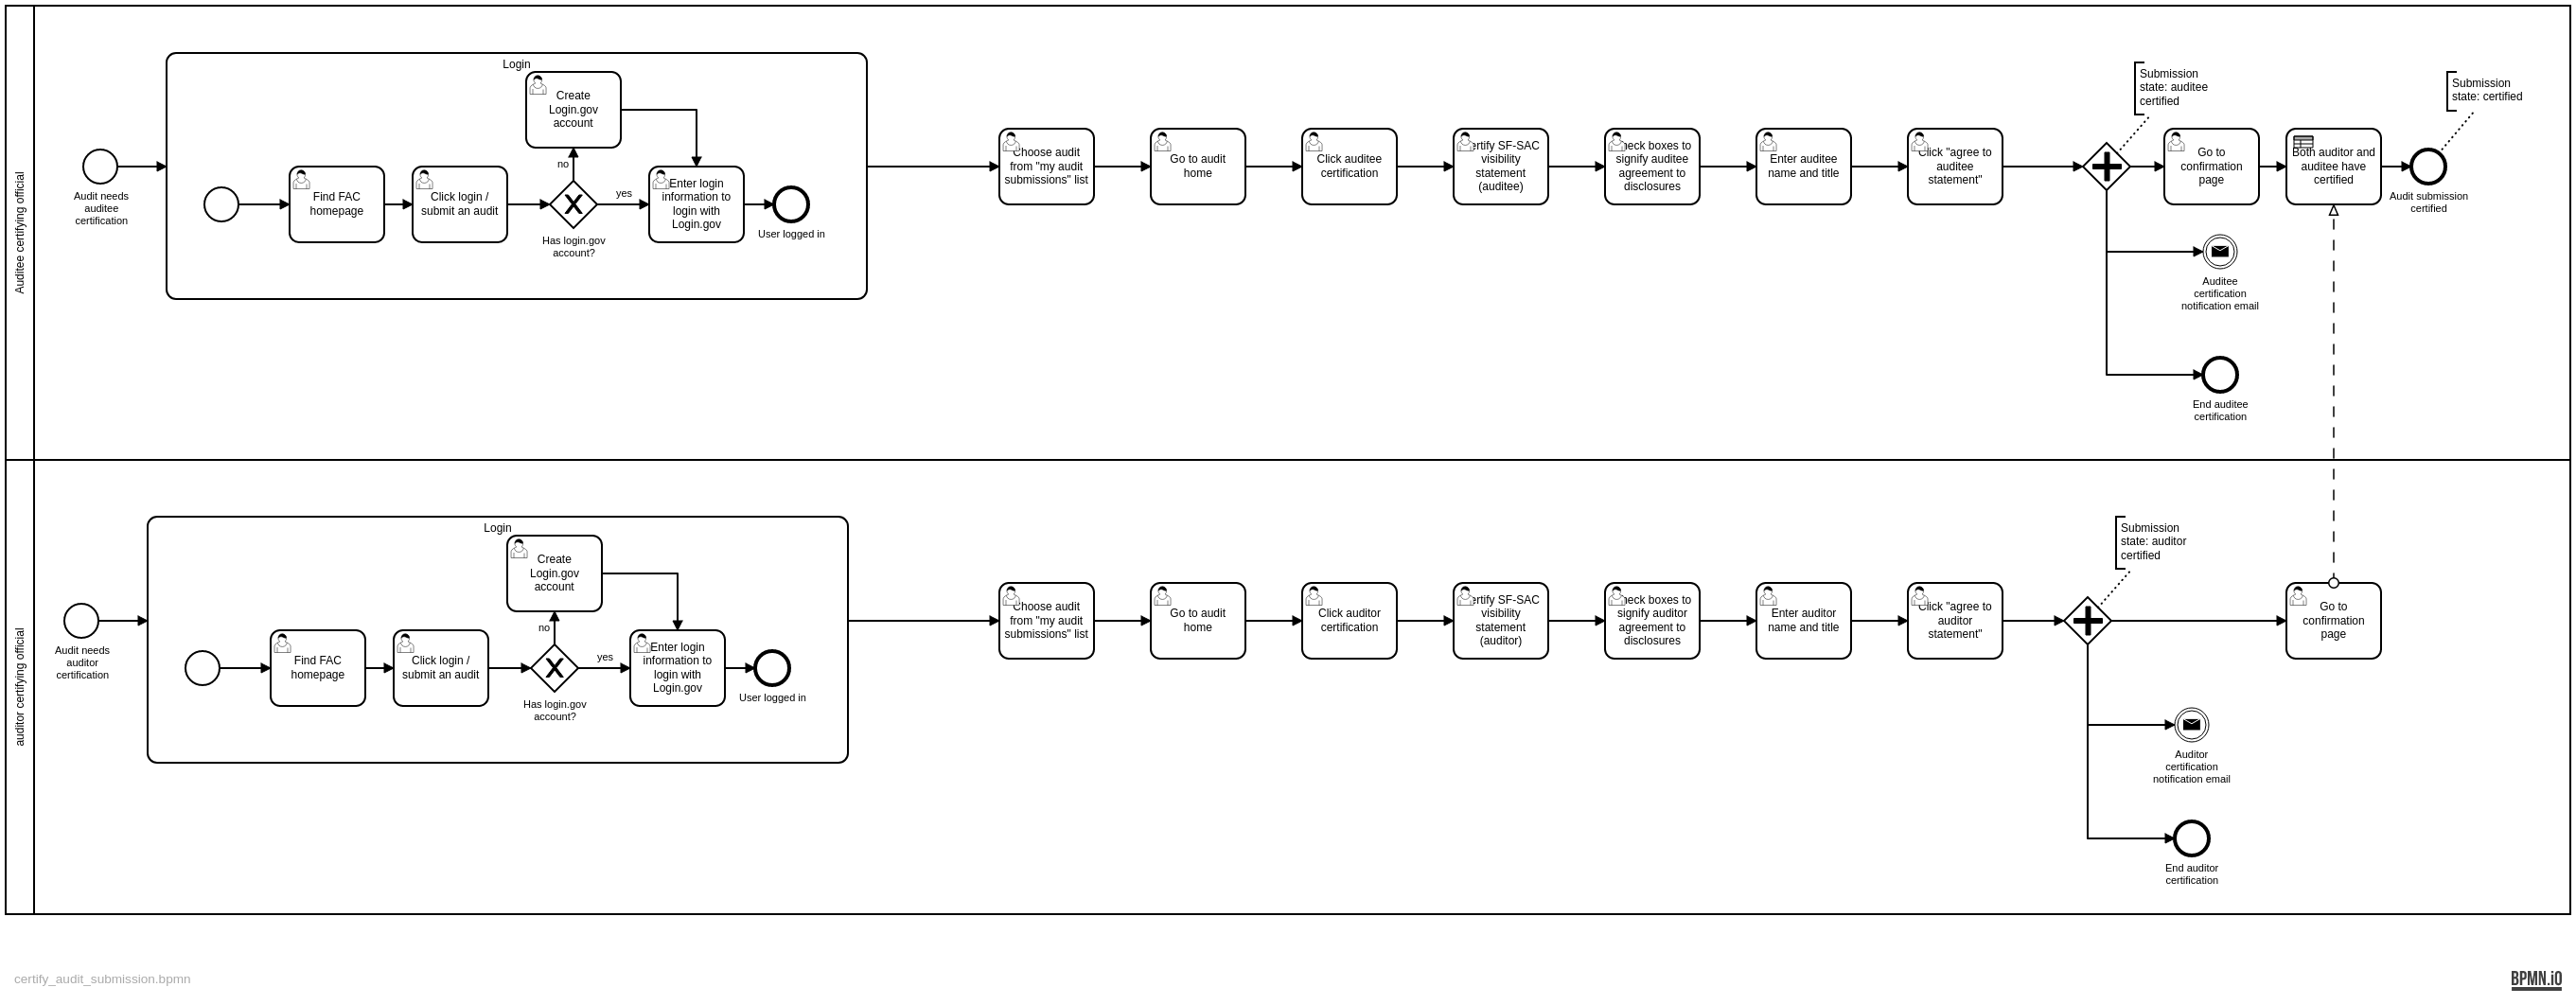 Auditee certifying official
Audit needs
auditee
certification
Login
Find FAC
homepage
Click login /
submit an audit
Has login.gov
account?
no
yes
Create
Login.gov
account
Enter login
information to
login with
Login.gov
User logged in
Choose audit
from "my audit
submissions" list
Go to audit
home
Click auditee
certification
ertify SF-SAC
visibility
statement
(auditee)
eck boxes to
signify auditee
agreement to
disclosures
Enter auditee
name and title
Click "agree to
auditee
statement"
Submission
state: auditee
certified
Go to
confirmation
page
Auditee
certification
notification email
End auditee
certification
Both auditor and
auditee have
certified
Submission
state: certified
Audit submission
certified
auditor certifying official
Audit needs
auditor
certification
Login
Find FAC
homepage
Click login /
submit an audit
Has login.gov
account?
no
yes
Create
Login.gov
account
Enter login
information to
login with
Login.gov
User logged in
Choose audit
from "my audit
submissions" list
Go to audit
home
Click auditor
certification
ertify SF-SAC
visibility
statement
(auditor)
eck boxes to
signify auditor
agreement to
disclosures
Enter auditor
name and title
Click "agree to
auditor
statement"
Submission
state: auditor
certified
Auditor
certification
notification email
End auditor
certification
Go to
confirmation
page
certify_audit_submission.bpmn
BPMN.iO